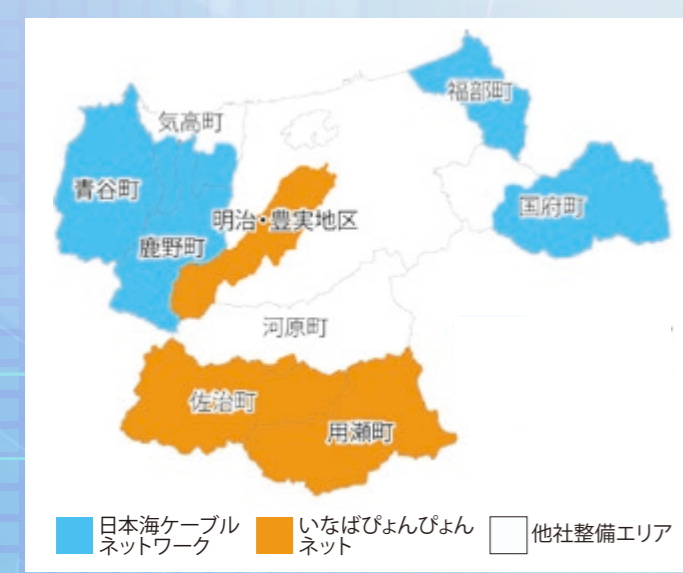 福部町
気高町
青谷町
国府町
明治・豊実地区
鹿野町
河原町
佐治町
用瀬町
日本海ケーブル
ネットワーク
いなばぴょんぴょん
ネット
他社整備エリア